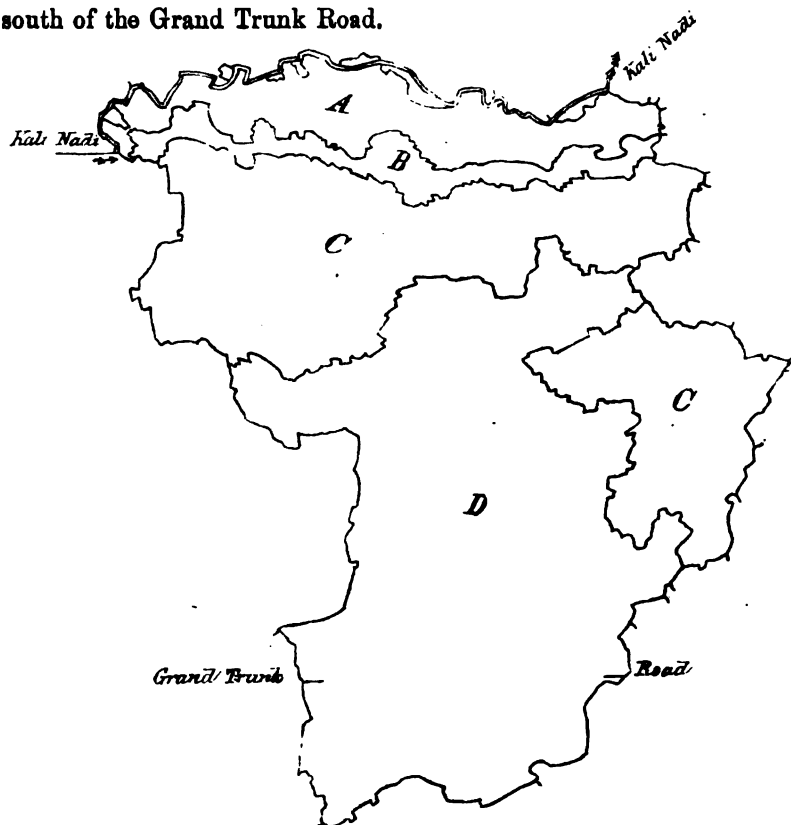 south of the Grand Trunk Road.
Kali Nadi
A
Kali Nadi
B
C
C
D
Grand Trunk
Road